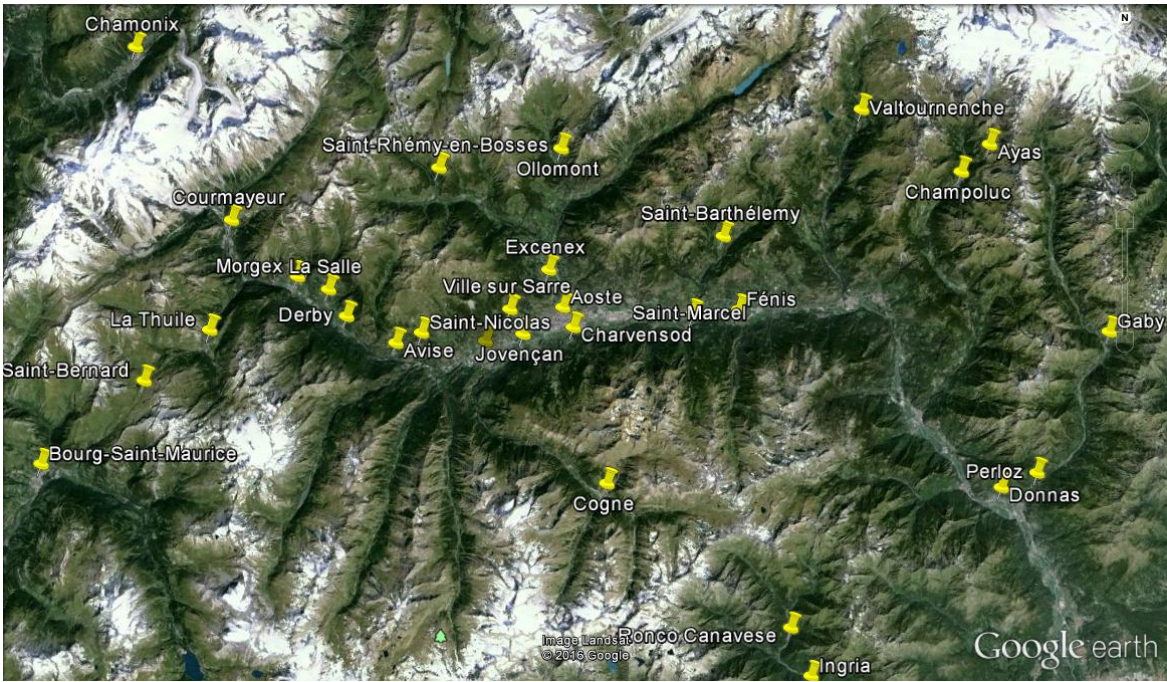 Chamonix
N
Valtournenche
Saint-Rhémy-en-Bosses
Ayas
Ollomont
Champoluc
Courmayeur
Saint-Barthélemy
Excenex
Morgex La Salle
Ville sur Sarre
Aoste
Fénis
Saint-Marcel
Derby
La Thuile
Saint-Nicolas
Gaby
Charvensod
Avise
Jovençan
Saint-Bernard
Bourg-Saint-Maurice
Perloz
Donnas
Cogne
Ronco Canavese
Image Landsat
© 2016 Google
Google earth
Ingria